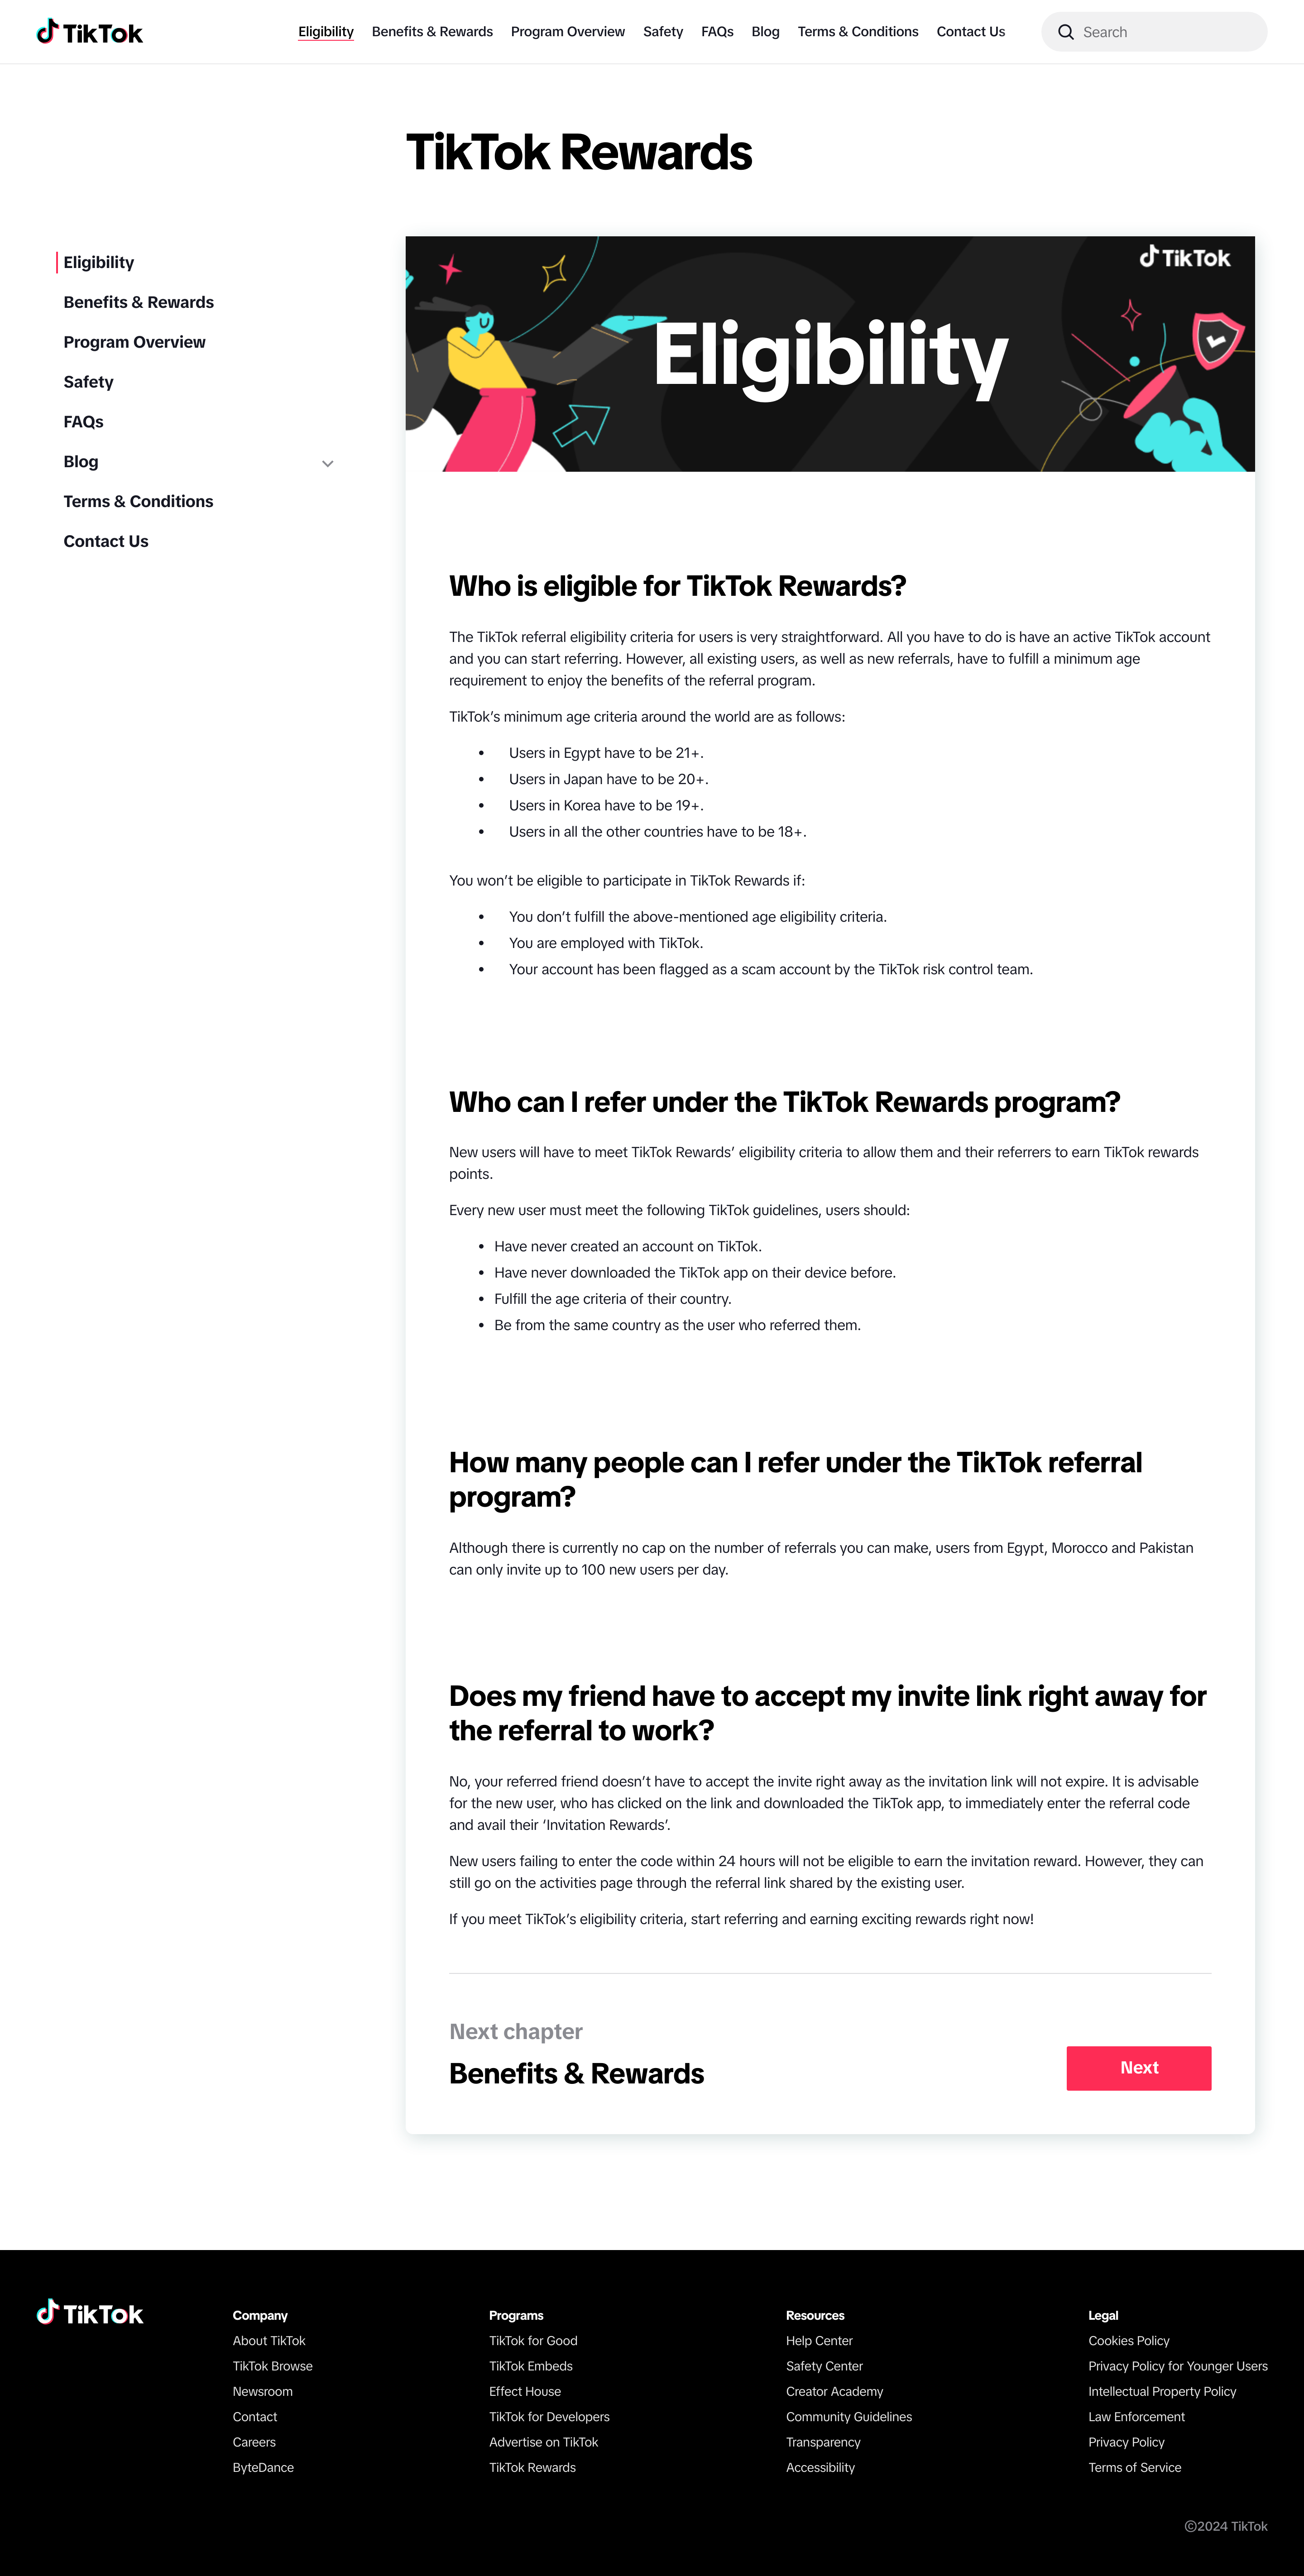 TikTok
Eligibility
Benefits & Rewards
Program Overview
Safety
FAQs
Blog
Terms & Conditions
Contact Us
Search
TikTok Rewards
Eligibility
Benefits & Rewards
Program Overview
Safety
FAQs
Blog
Terms & Conditions
Contact Us
TikTok
Eligibility
Who is eligible for TikTok Rewards?
The TikTok referral eligibility criteria for users is very straightforward. All you have to do is have an active TikTok account
and you can start referring. However, all existing users, as well as new referrals, have to fulfill a minimum age
requirement to enjoy the benefits of the referral program.
TikTok’s minimum age criteria around the world are as follows:
• Users in Egypt have to be 21+.
• Users in Japan have to be 20+.
• Users in Korea have to be 19+.
• Users in all the other countries have to be 18+.
You won’t be eligible to participate in TikTok Rewards if:
• You don’t fulfill the above-mentioned age eligibility criteria.
• You are employed with TikTok.
• Your account has been flagged as a scam account by the TikTok risk control team.
Who can I refer under the TikTok Rewards program?
New users will have to meet TikTok Rewards’ eligibility criteria to allow them and their referrers to earn TikTok rewards
points.
Every new user must meet the following TikTok guidelines, users should:
• Have never created an account on TikTok.
• Have never downloaded the TikTok app on their device before.
• Fulfill the age criteria of their country.
• Be from the same country as the user who referred them.
How many people can I refer under the TikTok referral
program?
Although there is currently no cap on the number of referrals you can make, users from Egypt, Morocco and Pakistan
can only invite up to 100 new users per day.
Does my friend have to accept my invite link right away for
the referral to work?
No, your referred friend doesn’t have to accept the invite right away as the invitation link will not expire. It is advisable
for the new user, who has clicked on the link and downloaded the TikTok app, to immediately enter the referral code
and avail their ‘Invitation Rewards’.
New users failing to enter the code within 24 hours will not be eligible to earn the invitation reward. However, they can
still go on the activities page through the referral link shared by the existing user.
If you meet TikTok’s eligibility criteria, start referring and earning exciting rewards right now!
Next chapter
Benefits & Rewards
Next
TikTok
Company
About TikTok
TikTok Browse
Newsroom
Contact
Careers
ByteDance
Programs
TikTok for Good
TikTok Embeds
Effect House
TikTok for Developers
Advertise on TikTok
TikTok Rewards
Resources
Help Center
Safety Center
Creator Academy
Community Guidelines
Transparency
Accessibility
Legal
Cookies Policy
Privacy Policy for Younger Users
Intellectual Property Policy
Law Enforcement
Privacy Policy
Terms of Service
©2024 TikTok